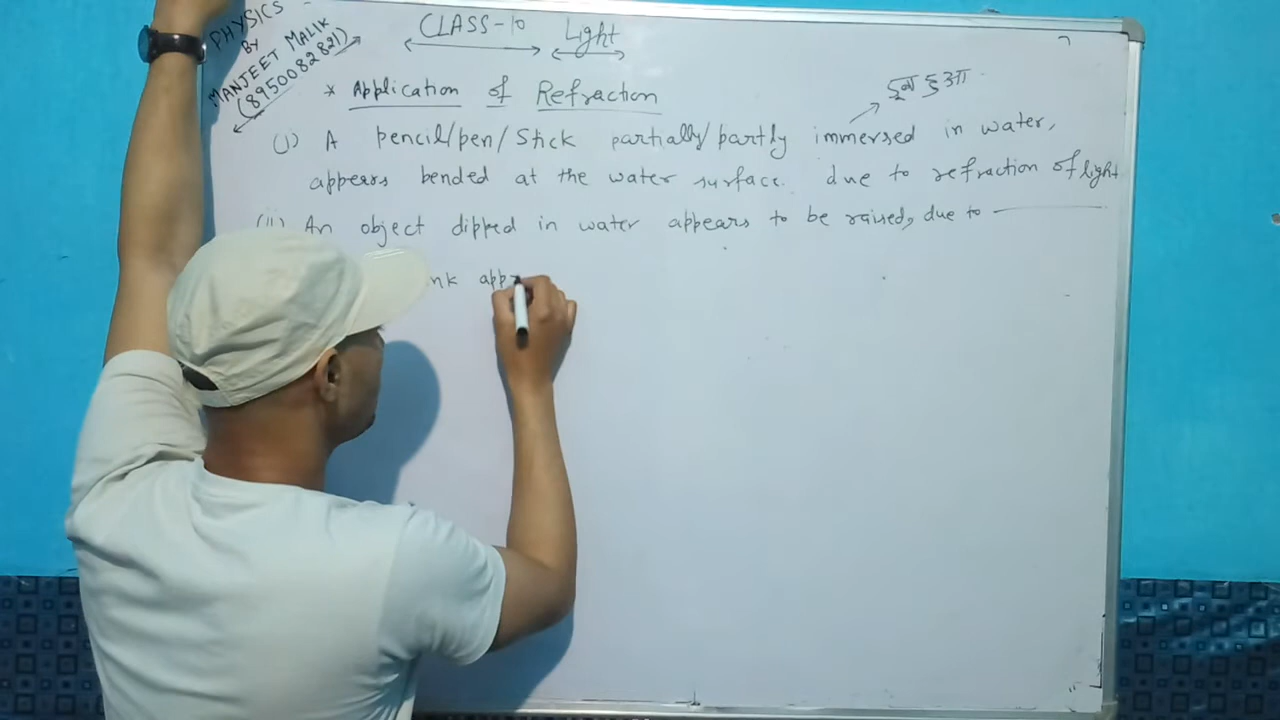 PHYSICS
BY
MANJEET MALIK
(8950082821)
CLASS-10 Light
* Application of Refraction
डूबा हुआ
(i) A pencil/pen/stick partially/partly immersed in water,
appears bended at the water surface. due to refraction of light
(ii) An object dipped in water appears to be raised, due to
nk app